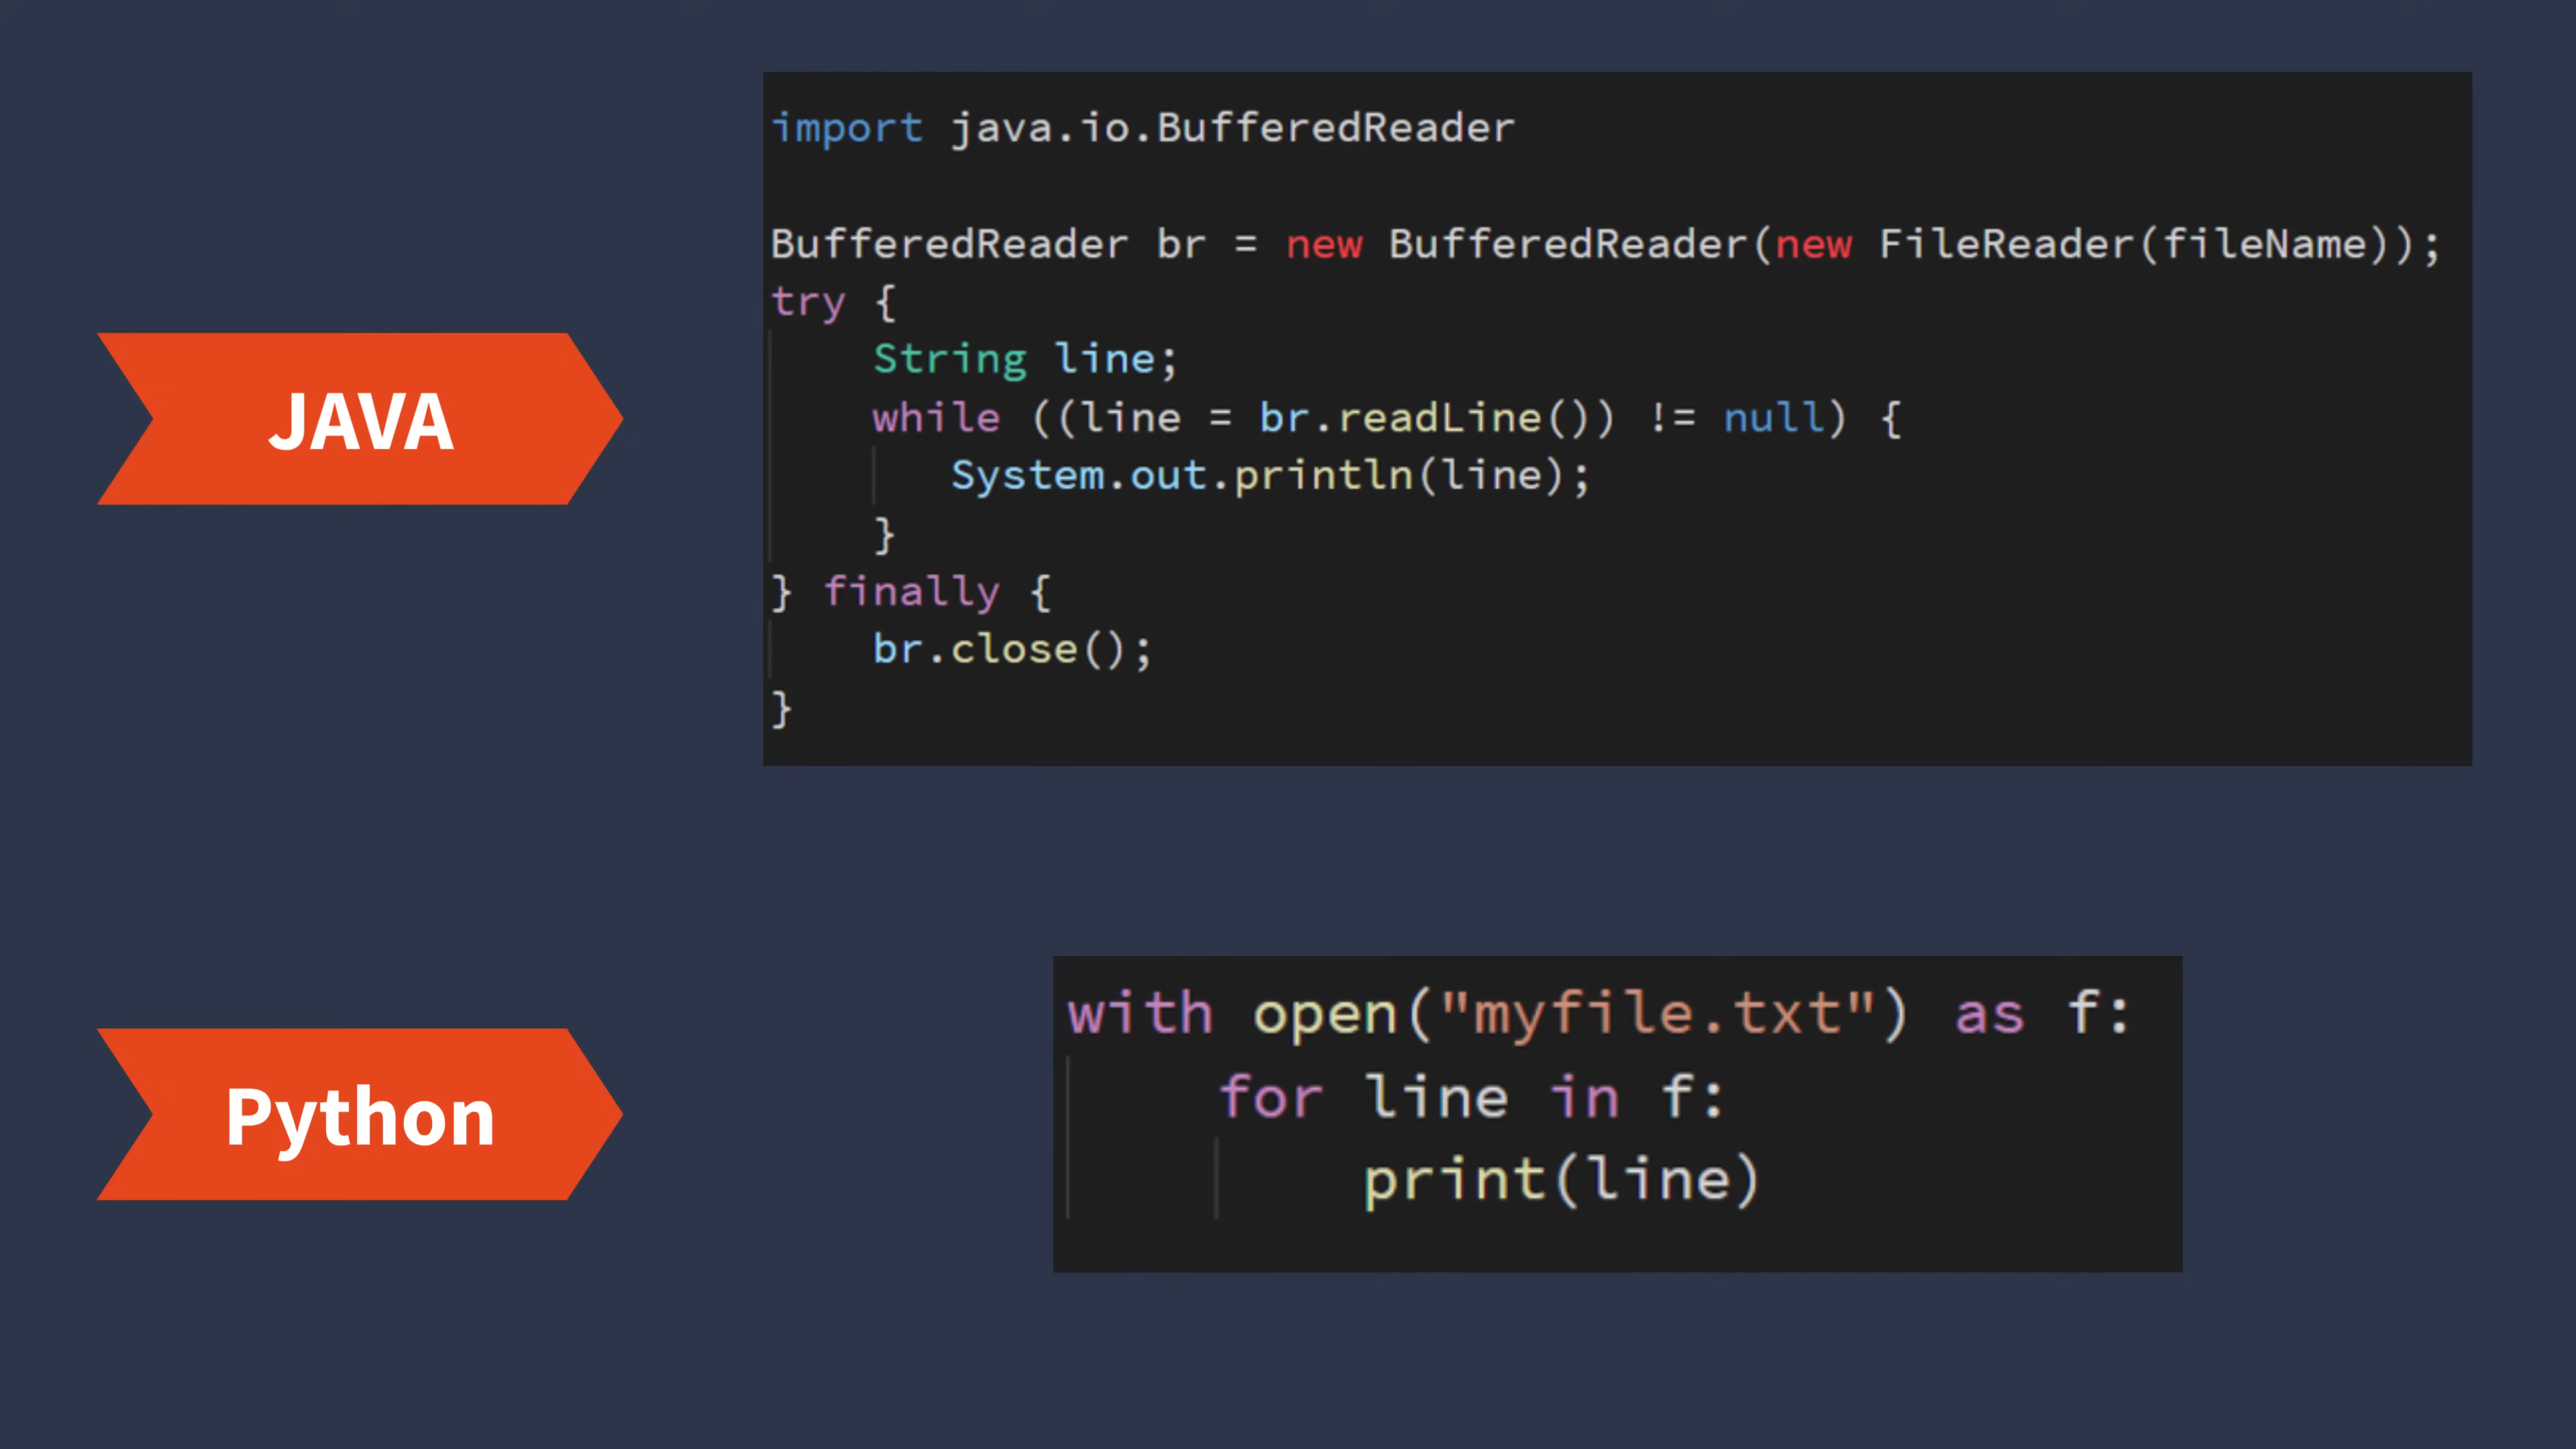 JAVA
import java.io.BufferedReader
BufferedReader br = new BufferedReader(new FileReader(fileName));
try {
    String line;
    while ((line = br.readLine()) != null) {
       System.out.println(line);
    }
} finally {
    br.close();
}
Python
with open("myfile.txt") as f:
    for line in f:
        print(line)